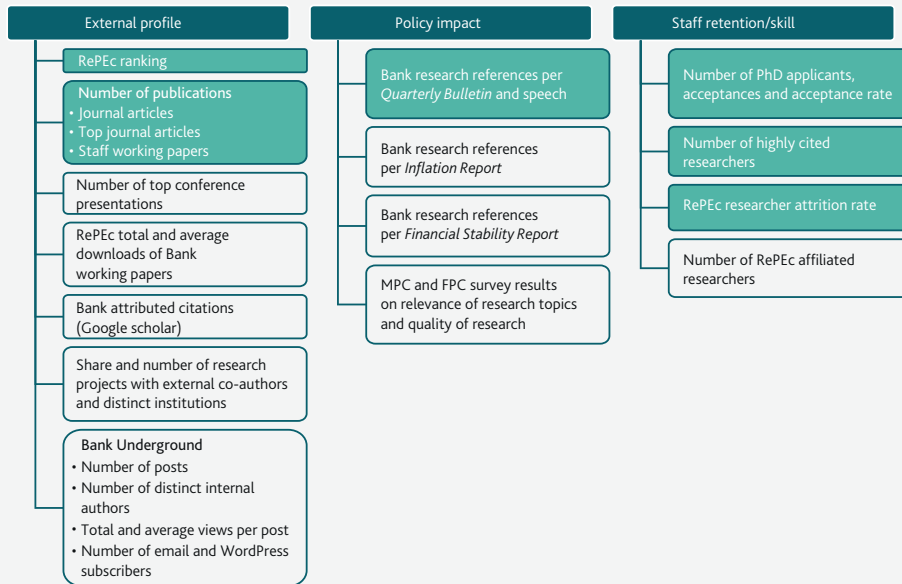 External profile
RePEc ranking
Number of publications
• Journal articles
• Top journal articles
• Staff working papers
Number of top conference
presentations
RePEc total and average
downloads of Bank
working papers
Bank attributed citations
(Google scholar)
Share and number of research
projects with external co-authors
and distinct institutions
Bank Underground
• Number of posts
• Number of distinct internal
authors
• Total and average views per post
• Number of email and WordPress
subscribers
Policy impact
Bank research references per
Quarterly Bulletin and speech
Bank research references
per Inflation Report
Bank research references
per Financial Stability Report
MPC and FPC survey results
on relevance of research topics
and quality of research
Staff retention/skill
Number of PhD applicants,
acceptances and acceptance rate
Number of highly cited
researchers
RePEc researcher attrition rate
Number of RePEc affiliated
researchers